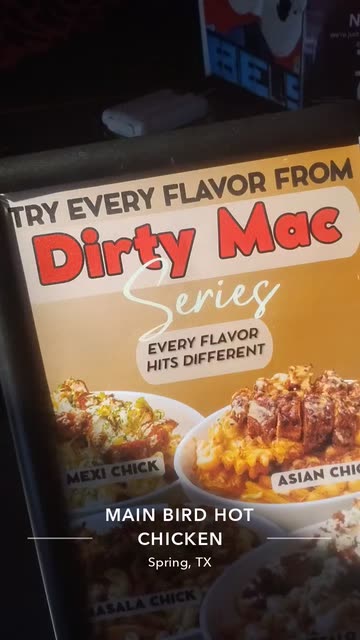 TRY EVERY FLAVOR FROM
Dirty Mac
Series
EVERY FLAVOR
HITS DIFFERENT
MEXI CHICK
ASIAN CHIC
MAIN BIRD HOT
CHICKEN
Spring, TX
MASALA CHICK